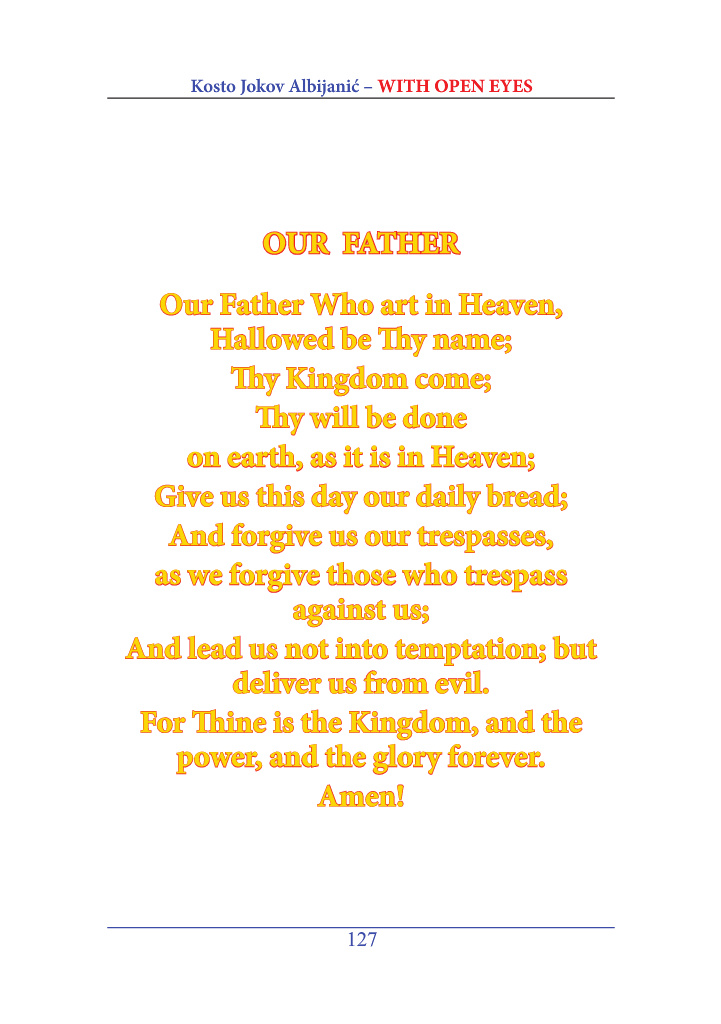 Kosto Jokov Albijanić – WITH OPEN EYES
OUR FATHER
Our Father Who art in Heaven,
Hallowed be Thy name;
Thy Kingdom come;
Thy will be done
on earth, as it is in Heaven;
Give us this day our daily bread;
And forgive us our trespasses,
as we forgive those who trespass
against us;
And lead us not into temptation; but
deliver us from evil.
For Thine is the Kingdom, and the
power, and the glory forever.
Amen!
127